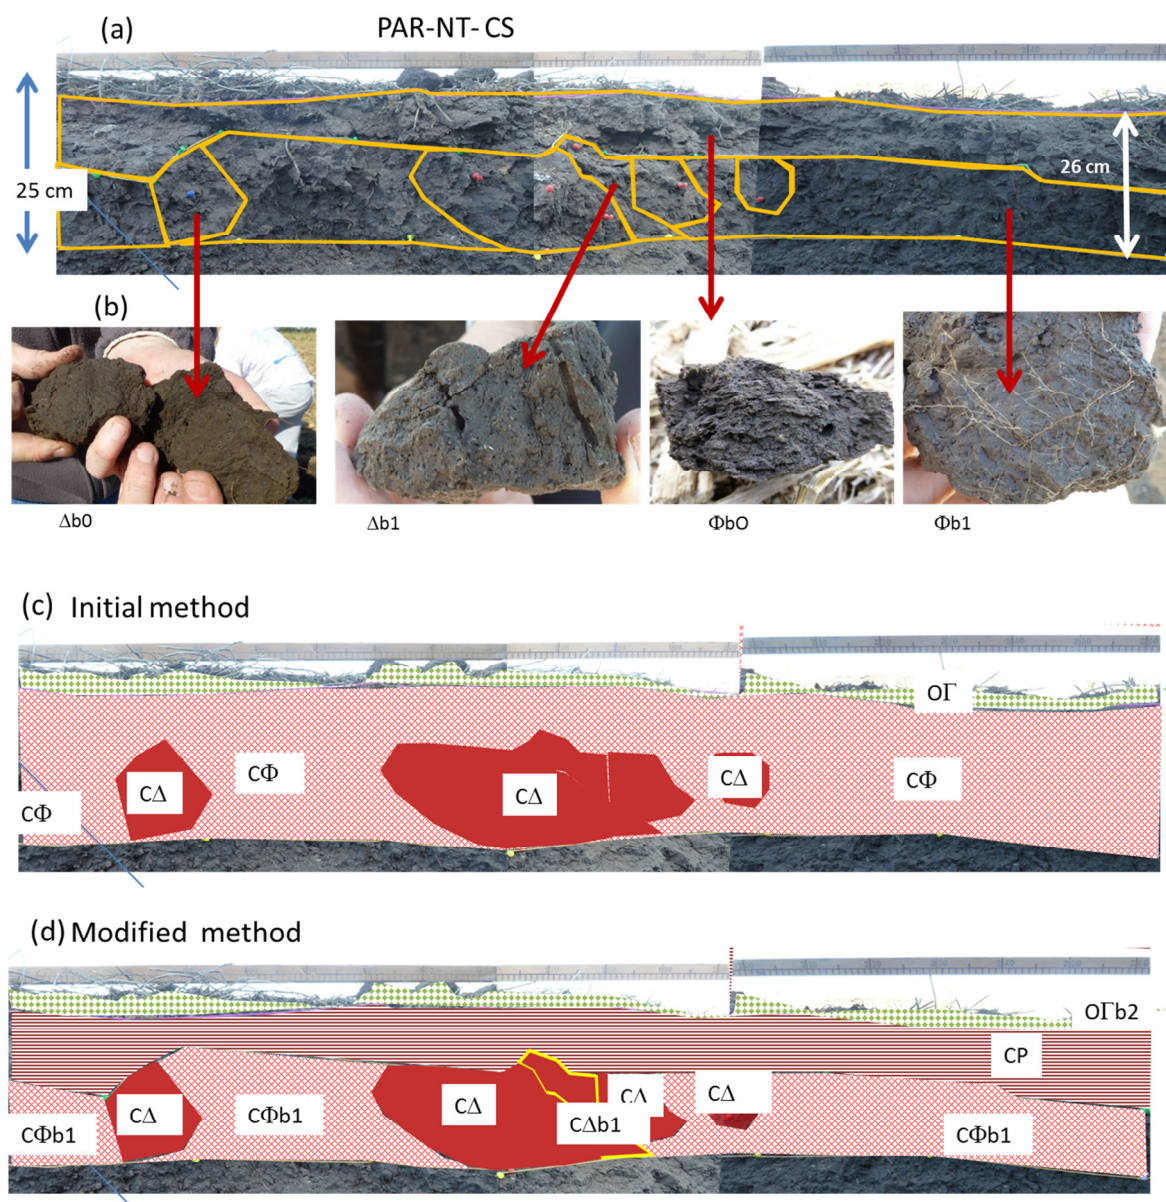 (a) PAR-NT- CS
25 cm
26 cm
(b)
Δb0 Δb1 ΦbO Φb1
(c) Initial method
OΓ
CΦ
CΔ
CΦ
CΔ
CΔ
CΦ
(d) Modified method
OΓb2
CP
CΔ
CΔ
CΔ
CΔ
CΦb1
CΦb1
CΔb1
CΦb1